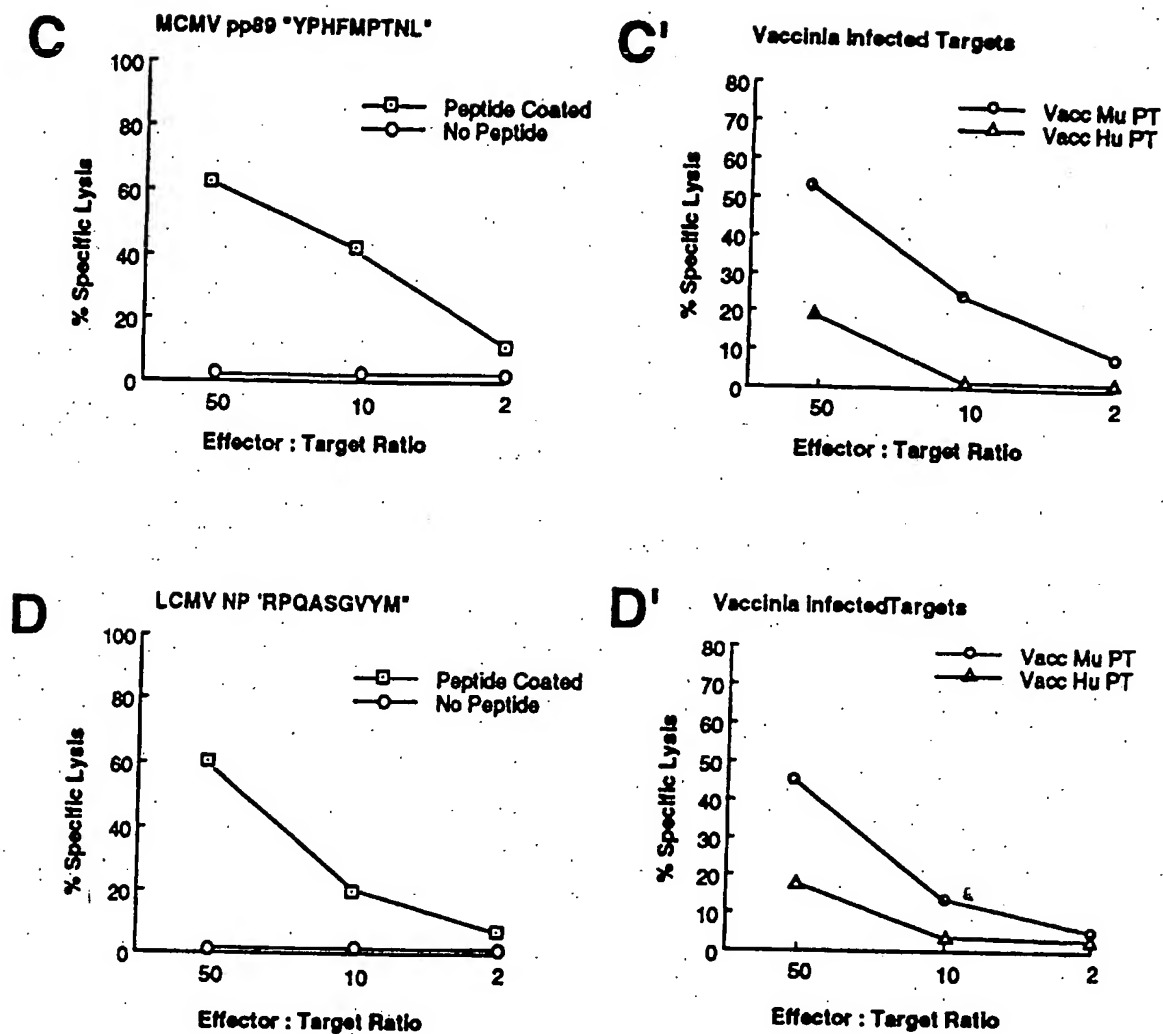 C
MCMV pp89 "YPHFMPTNL"
100
80
60
40
20
0
% Specific Lysis
Peptide Coated
No Peptide
50 10 2
Effector : Target Ratio
C'
Vaccinia Infected Targets
80
70
60
50
40
30
20
10
0
% Specific Lysis
Vacc Mu PT
Vacc Hu PT
50 10 2
Effector : Target Ratio
D
LCMV NP 'RPQASGVYM"
100
80
60
40
20
0
% Specific Lysis
Peptide Coated
No Peptide
50 10 2
Effector : Target Ratio
D'
Vaccinia infectedTargets
80
70
60
50
40
30
20
10
0
% Specific Lysis
Vacc Mu PT
Vacc Hu PT
50 10 2
Effector : Target Ratio